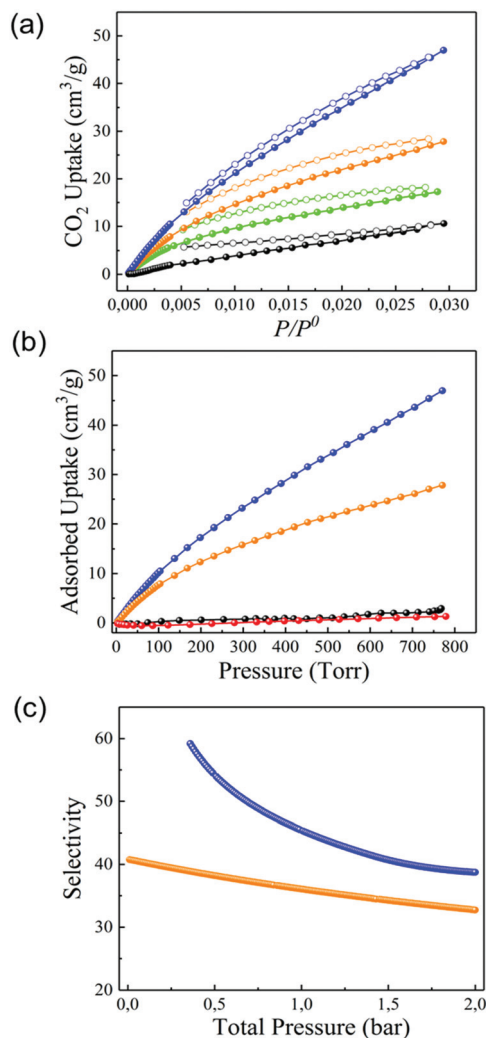 (a)
CO₂ Uptake (cm³/g)
50
40
30
20
10
0
0,000 0,005 0,010 0,015 0,020 0,025 0,030
P/P⁰
(b)
Adsorbed Uptake (cm³/g)
50
40
30
20
10
0
0 100 200 300 400 500 600 700 800
Pressure (Torr)
(c)
Selectivity
60
50
40
30
20
0,0 0,5 1,0 1,5 2,0
Total Pressure (bar)